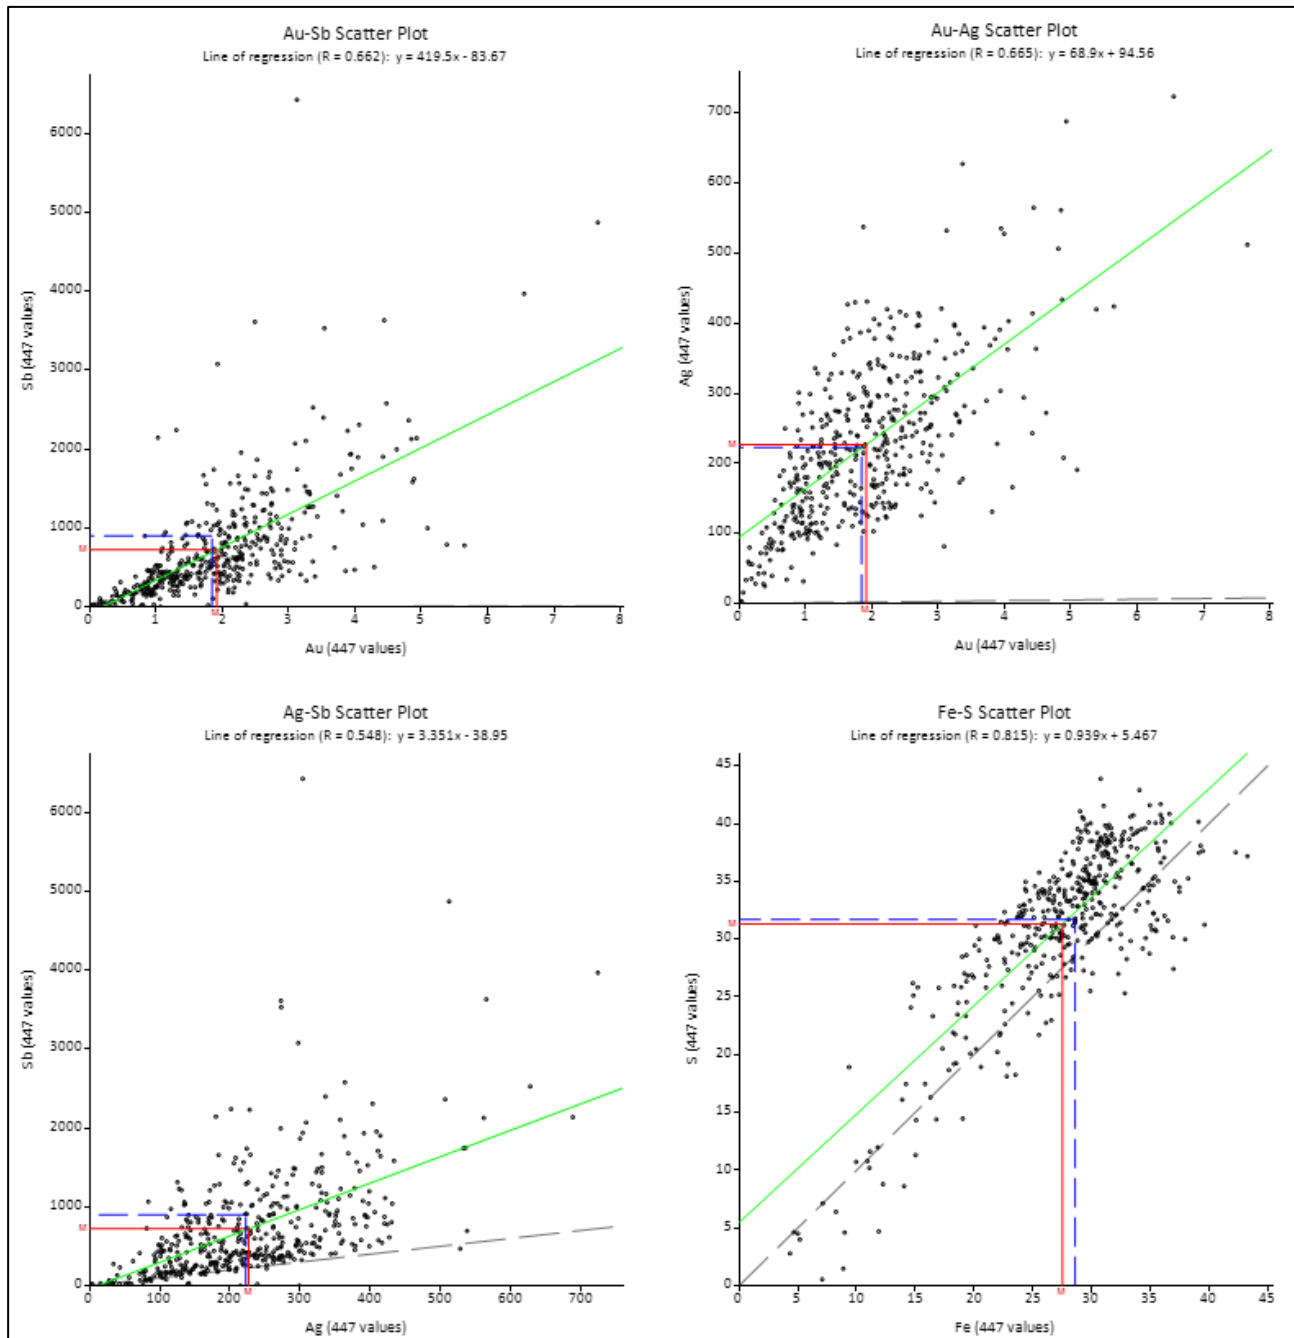 Au-Sb Scatter Plot
Line of regression (R = 0.662): y = 419.5x - 83.67
Sb (447 values)
6000
5000
4000
3000
2000
1000
0
M
0 1 2 3 4 5 6 7 8
M
Au (447 values)
Au-Ag Scatter Plot
Line of regression (R = 0.665): y = 68.9x + 94.56
Ag (447 values)
700
600
500
400
300
200
100
0
M
0 1 2 3 4 5 6 7 8
M
Au (447 values)
Ag-Sb Scatter Plot
Line of regression (R = 0.548): y = 3.351x - 38.95
Sb (447 values)
6000
5000
4000
3000
2000
1000
0
M
0 100 200 300 400 500 600 700
M
Ag (447 values)
Fe-S Scatter Plot
Line of regression (R = 0.815): y = 0.939x + 5.467
S (447 values)
45
40
35
30
25
20
15
10
5
0
M
0 5 10 15 20 25 30 35 40 45
M
Fe (447 values)